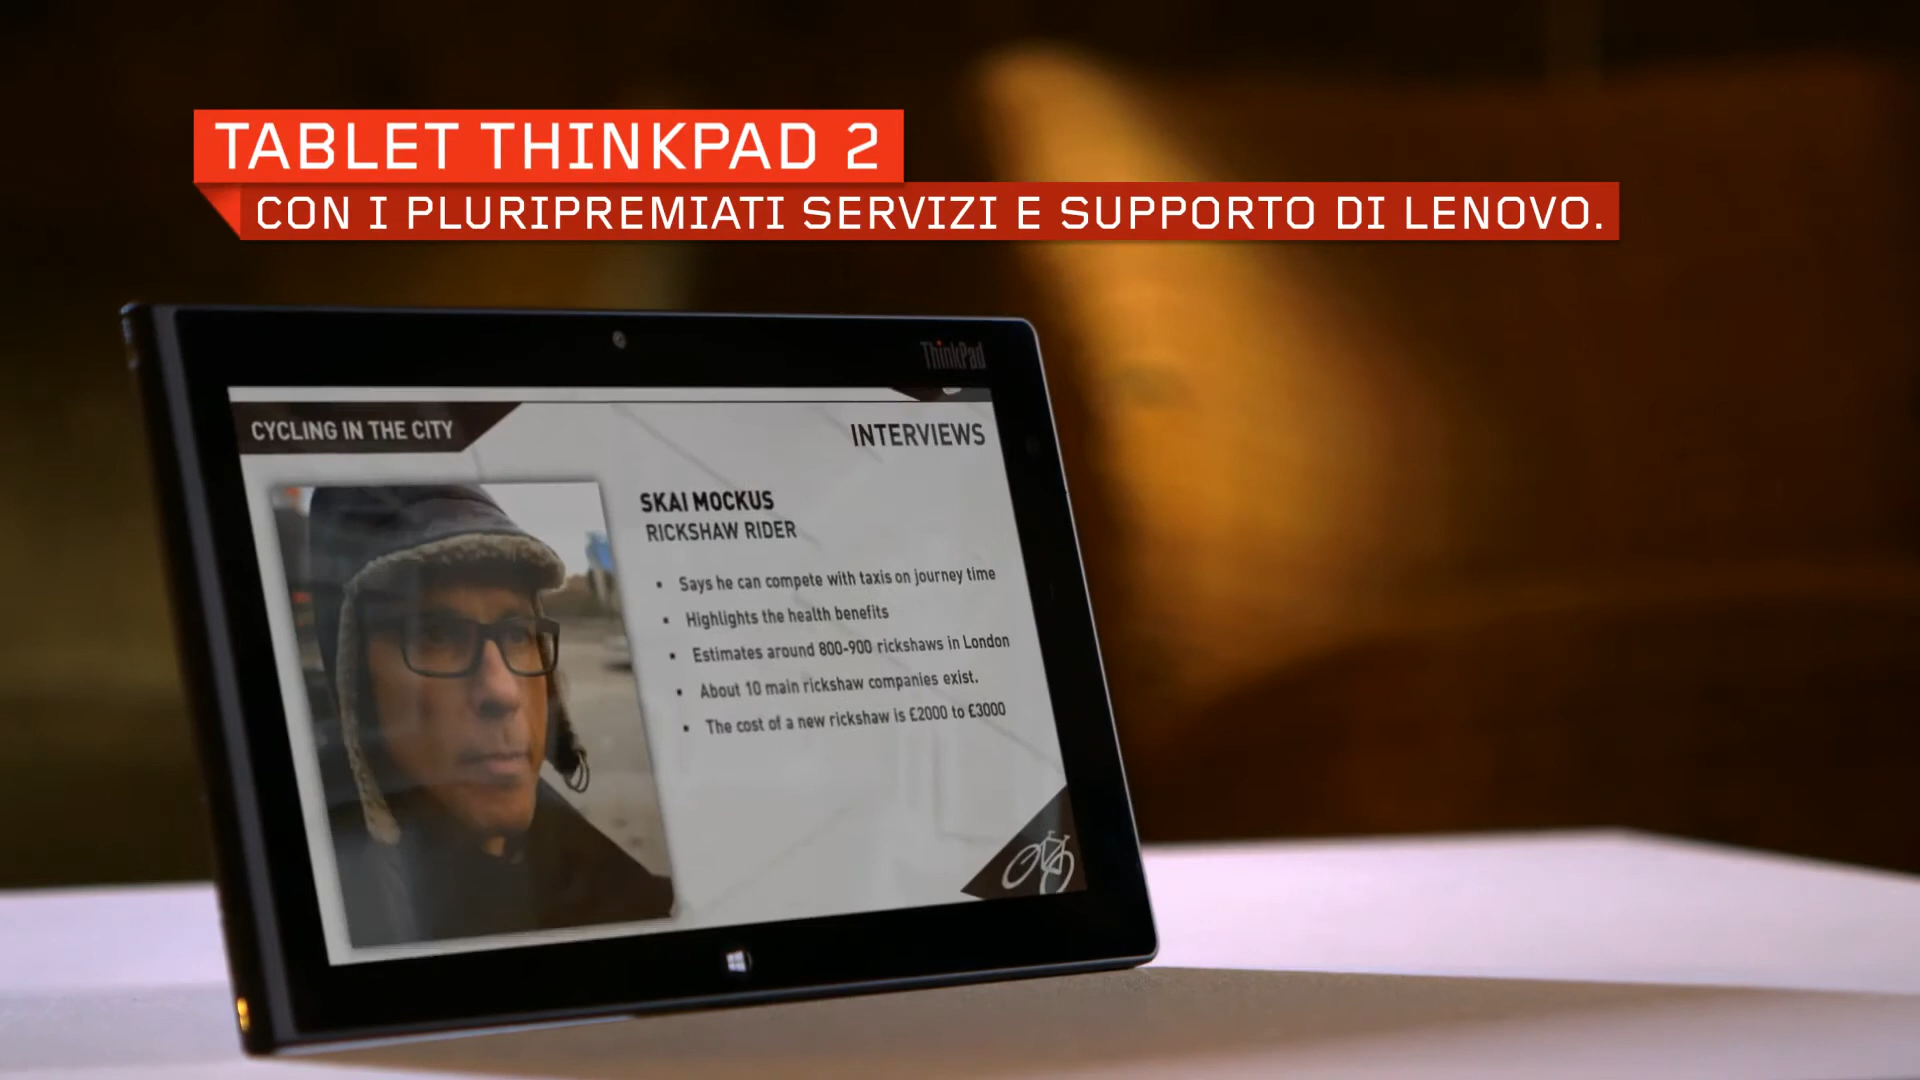 TABLET THINKPAD 2
CON I PLURIPREMIATI SERVIZI E SUPPORTO DI LENOVO.
ThinkPad
CYCLING IN THE CITY
INTERVIEWS
SKAI MOCKUS
RICKSHAW RIDER
▪ Says he can compete with taxis on journey time
▪ Highlights the health benefits
▪ Estimates around 800-900 rickshaws in London
▪ About 10 main rickshaw companies exist.
▪ The cost of a new rickshaw is £2000 to £3000